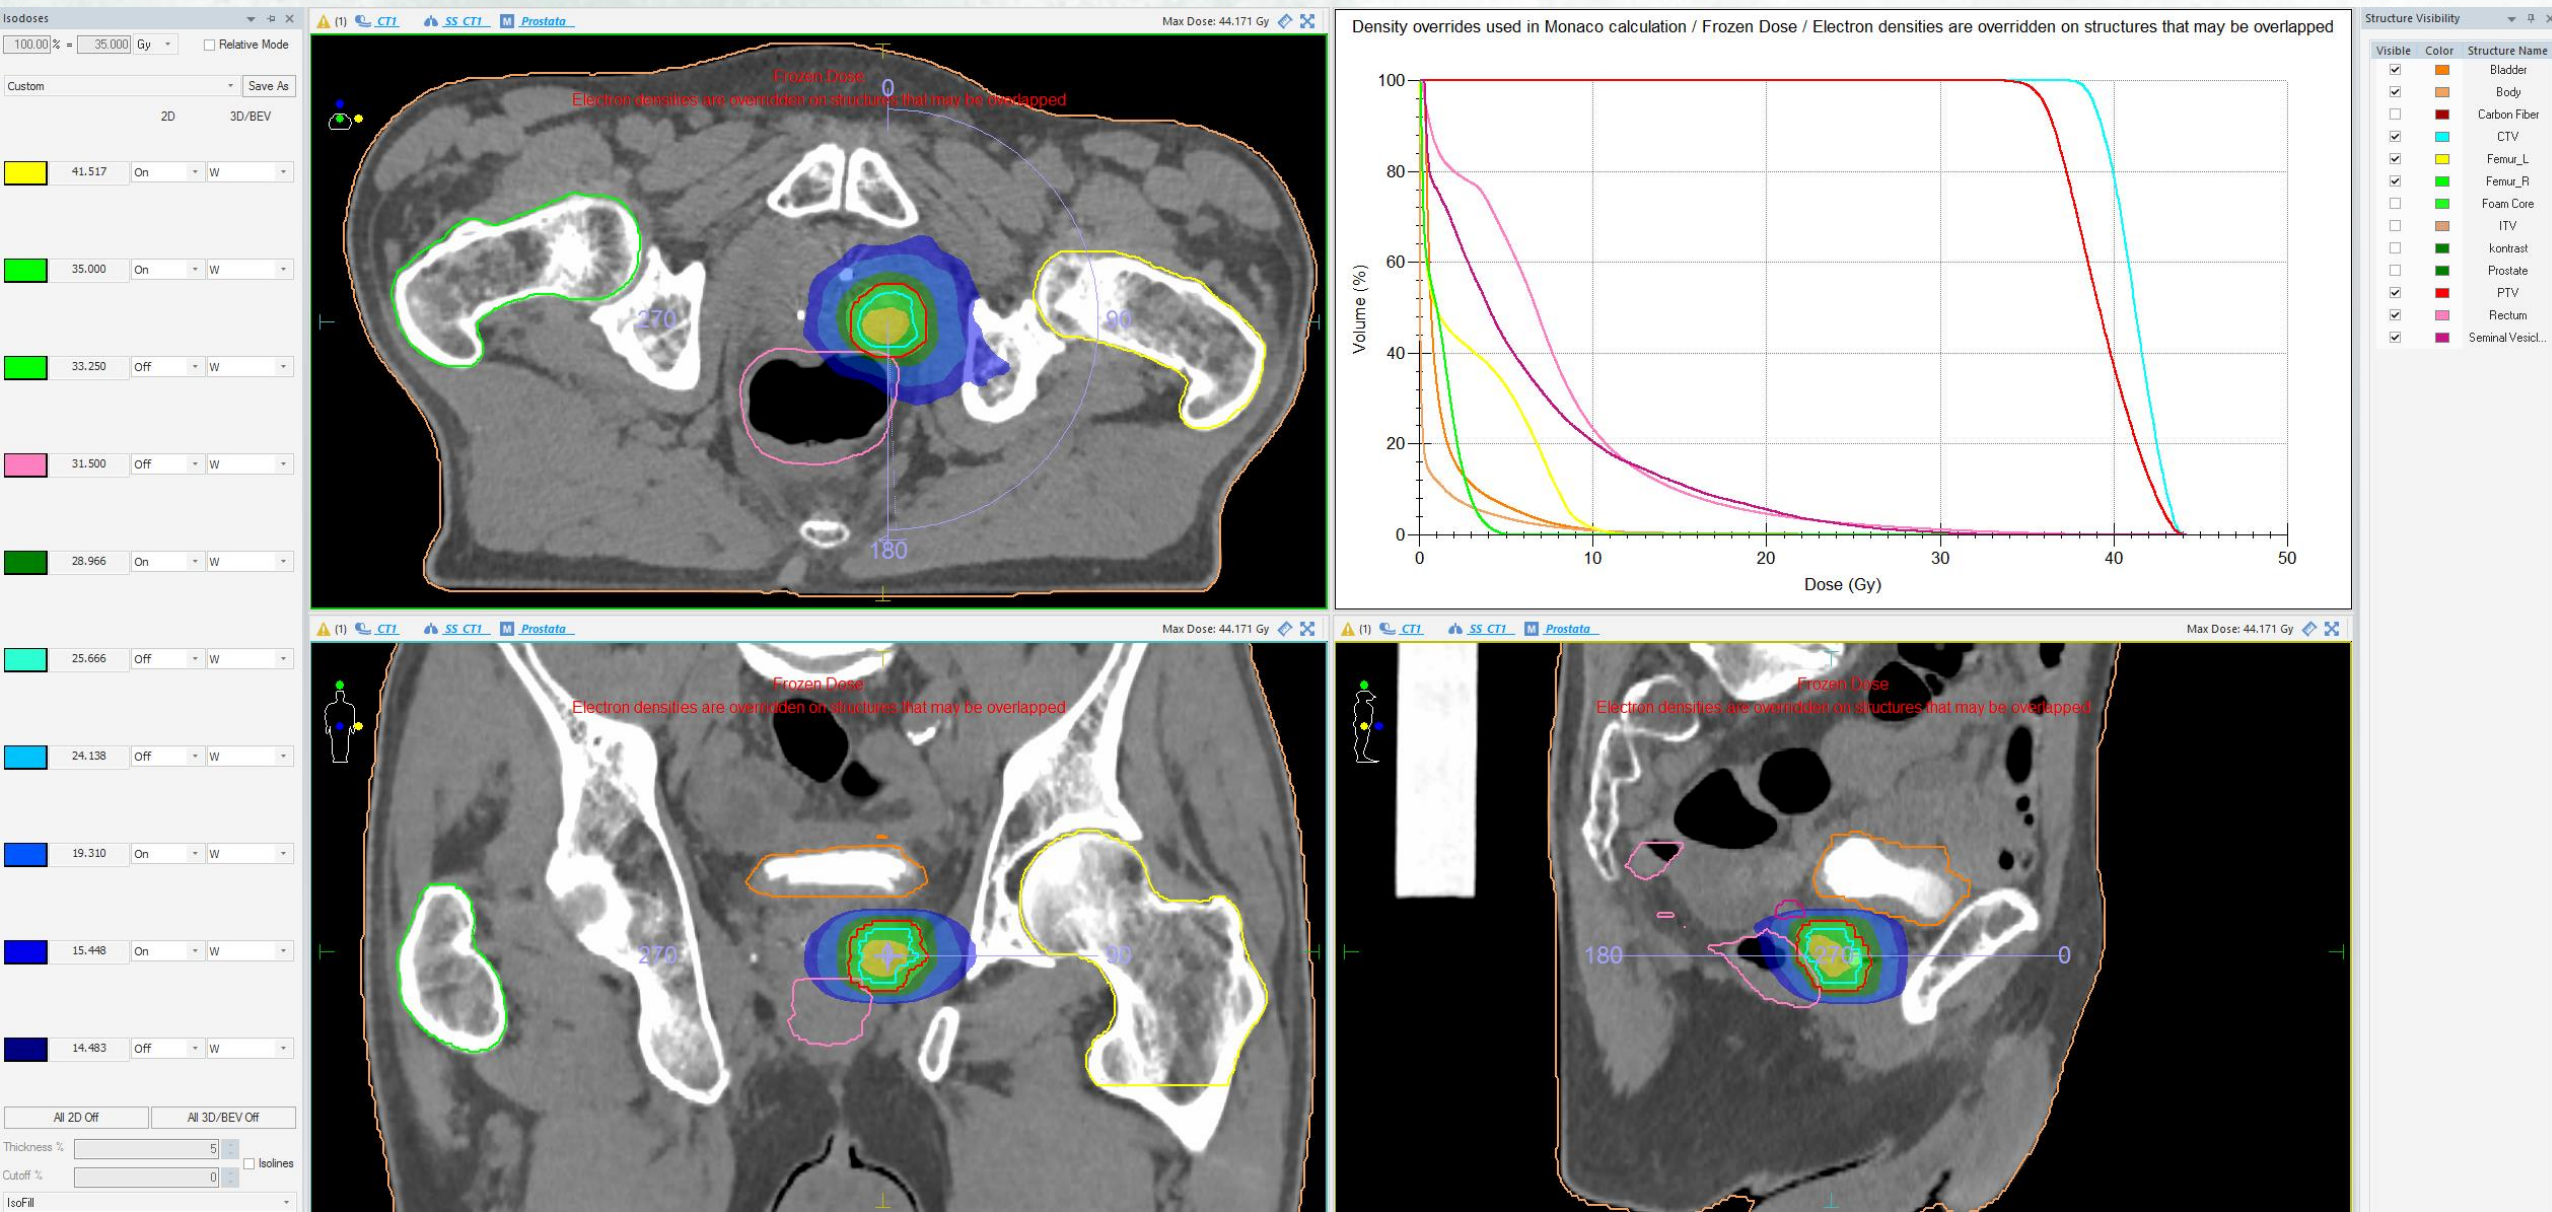 Isodoses
100.00 % = 35.000 Gy Relative Mode
Custom Save As
2D 3D/BEV
41.517 On W
35.000 On W
33.250 Off W
31.500 Off W
28.966 On W
25.666 Off W
24.138 Off W
19.310 On W
15.448 On W
14.483 Off W
All 2D Off All 3D/BEV Off
Thickness % 5
Isolines
Cutoff % 0
IsoFill
(1) CT1 SS CT1 M Prostata Max Dose: 44.171 Gy
Frozen Dose
Electron densities are overridden on structures that may be overlapped
0
270 90
180
Density overrides used in Monaco calculation / Frozen Dose / Electron densities are overridden on structures that may be overlapped
Volume (%)
100
80
60
40
20
0
0 10 20 30 40 50
Dose (Gy)
(1) CT1 SS CT1 M Prostata Max Dose: 44.171 Gy
Frozen Dose
Electron densities are overridden on structures that may be overlapped
270 90
(1) CT1 SS CT1 M Prostata Max Dose: 44.171 Gy
Frozen Dose
Electron densities are overridden on structures that may be overlapped
180 270 0
Structure Visibility
Visible Color Structure Name
Bladder
Body
Carbon Fiber
CTV
Femur_L
Femur_R
Foam Core
ITV
kontrast
Prostate
PTV
Rectum
Seminal Vesicl...